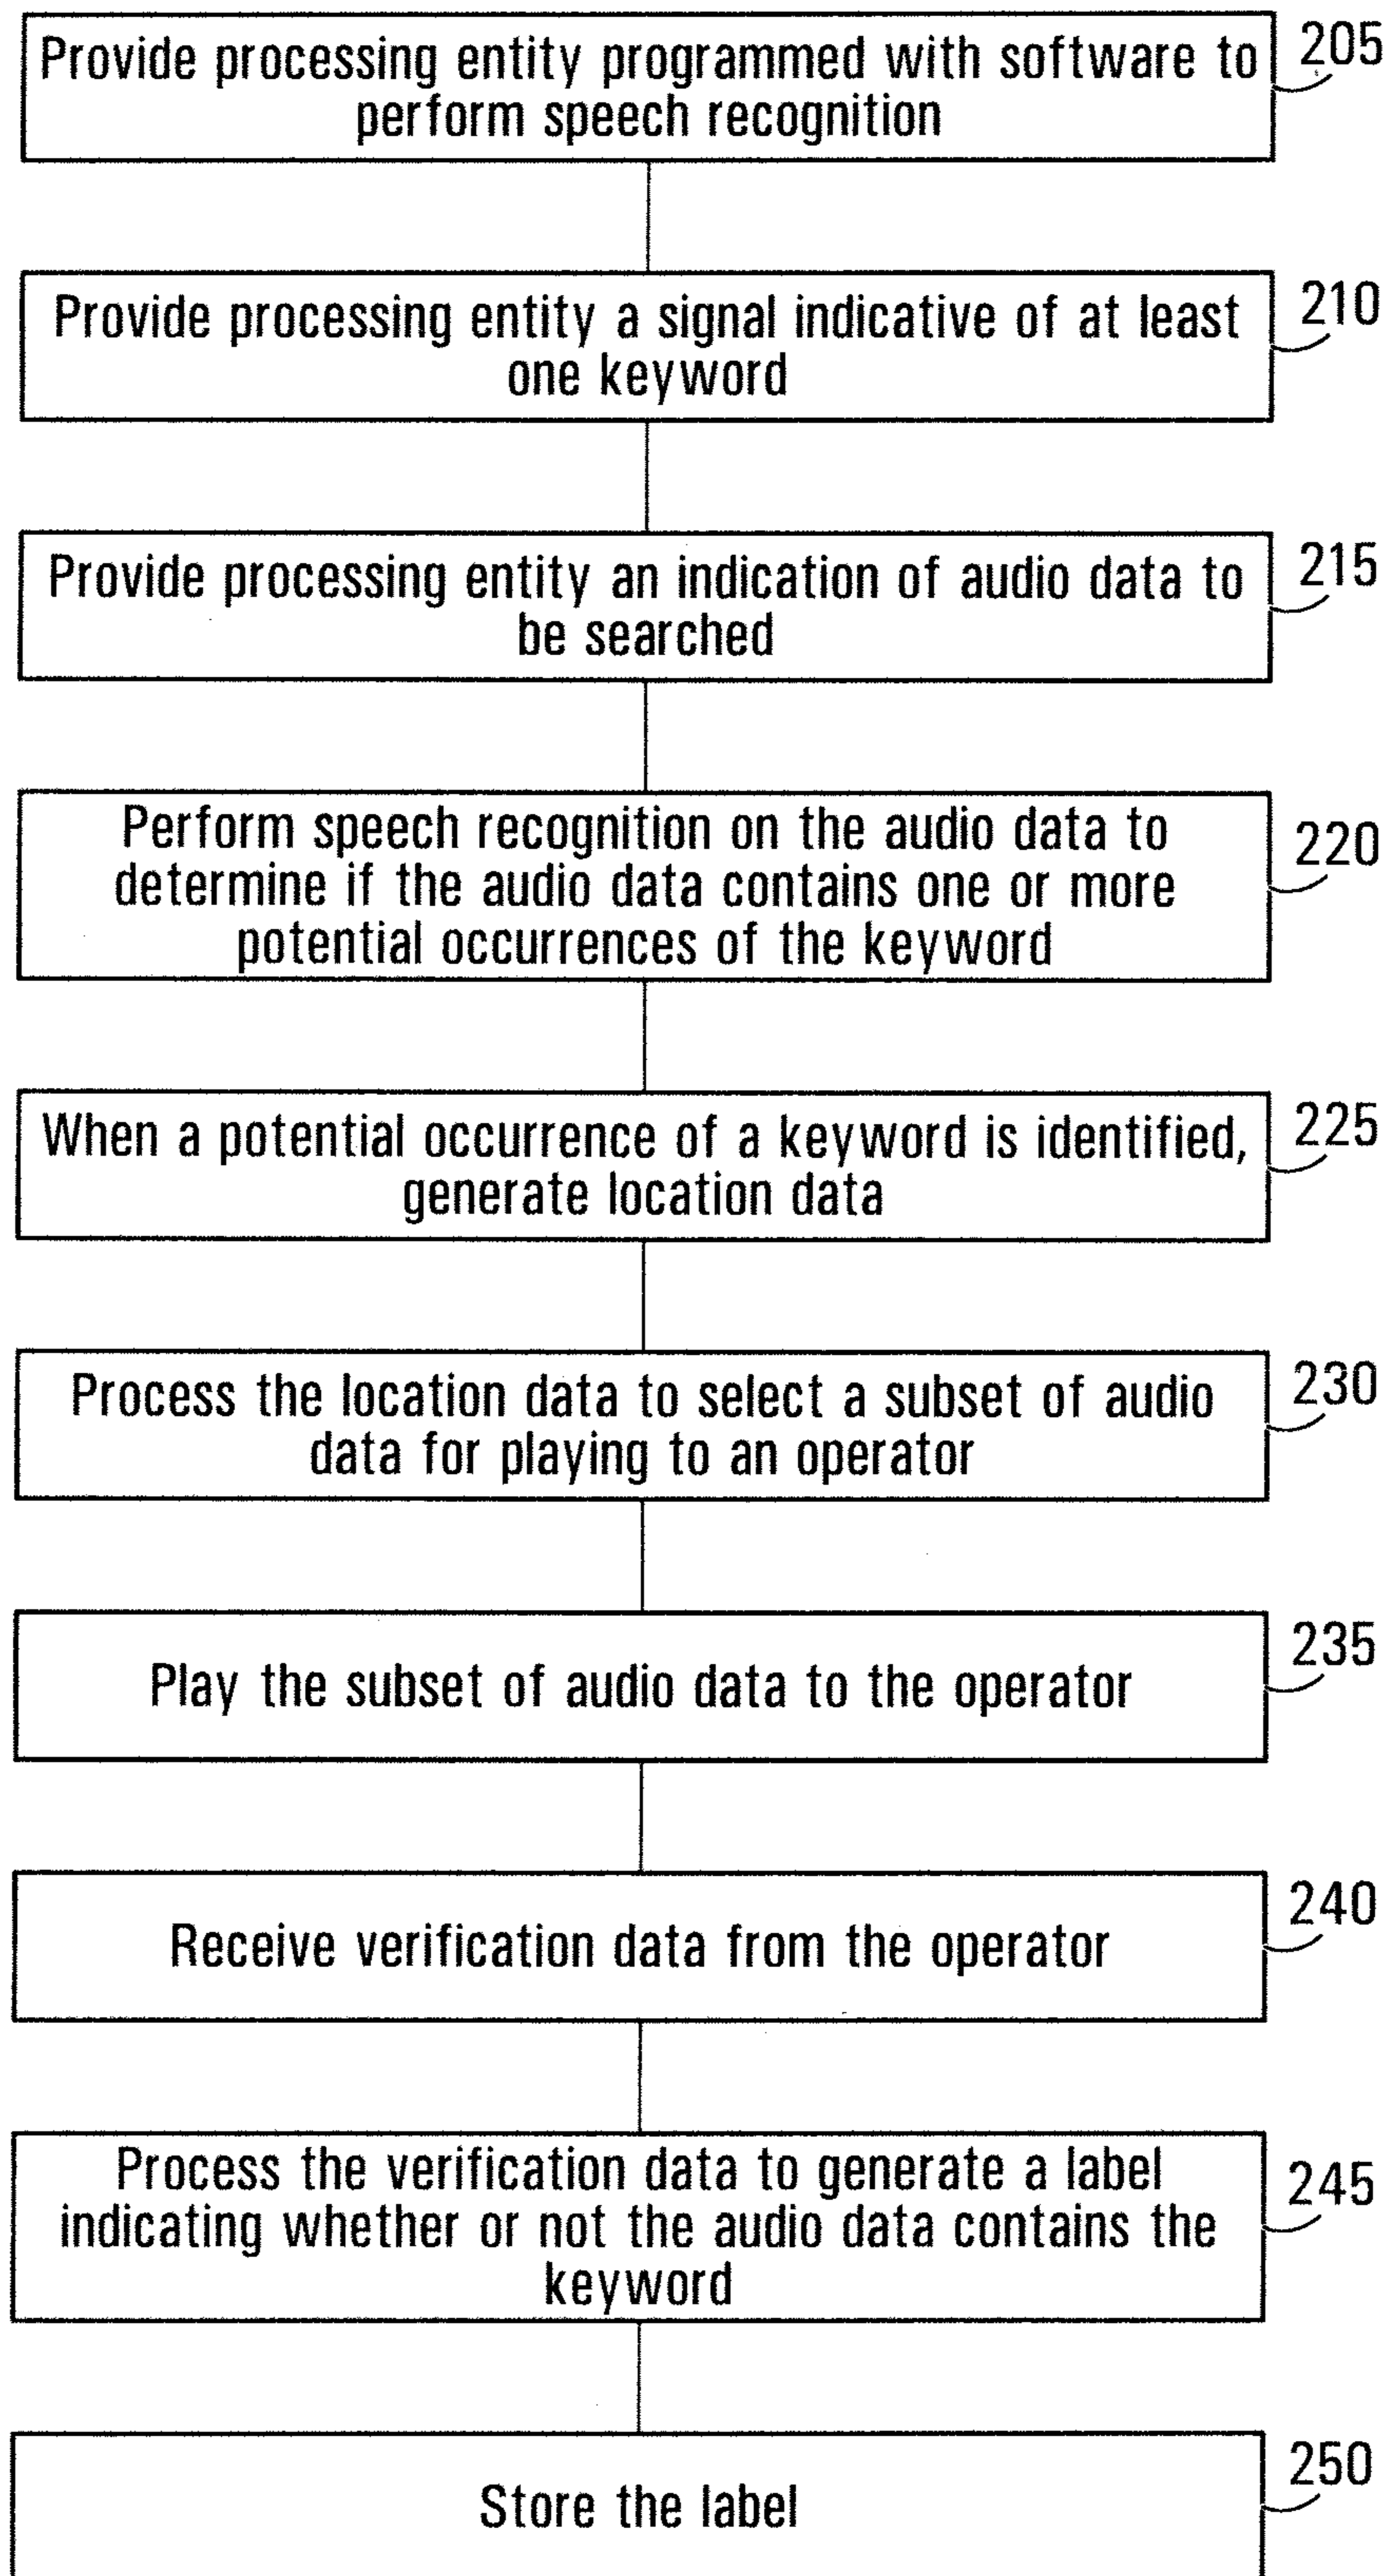 Provide processing entity programmed with software to
perform speech recognition
205
Provide processing entity a signal indicative of at least
one keyword
210
Provide processing entity an indication of audio data to
be searched
215
Perform speech recognition on the audio data to
determine if the audio data contains one or more
potential occurrences of the keyword
220
When a potential occurrence of a keyword is identified,
generate location data
225
Process the location data to select a subset of audio
data for playing to an operator
230
Play the subset of audio data to the operator
235
Receive verification data from the operator
240
Process the verification data to generate a label
indicating whether or not the audio data contains the
keyword
245
Store the label
250